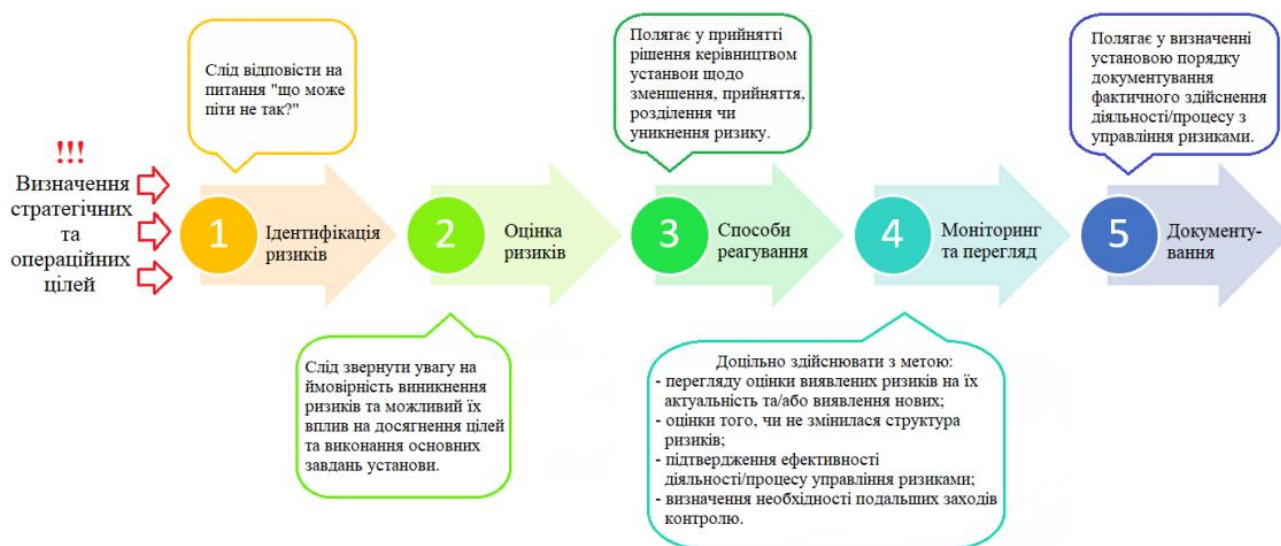 !!!
Визначення
стратегічних
та
операційних
цілей
Слід відповісти на
питання "що може
піти не так?"
1
Ідентифікація
ризиків
2
Оцінка
ризиків
Слід звернути увагу на
ймовірність виникнення
ризиків та можливий їх
вплив на досягнення цілей
та виконання основних
завдань установи.
Полягає у прийнятті
рішення керівництвом
устанвои щодо
зменшення, прийняття,
розділення чи
уникнення ризику.
3
Способи
реагування
4
Моніторинг
та перегляд
Доцільно здійснювати з метою:
- перегляду оцінки виявлених ризиків на їх
актуальність та/або виявлення нових;
- оцінки того, чи не змінилася структура
ризиків;
- підтвердження ефективності
діяльності/процесу управління ризиками;
- визначення необхідності подальших заходів
контролю.
Полягає у визначенні
установою порядку
документування
фактичного здійснення
діяльності/процесу з
управління ризиками.
5
Документу-
вання